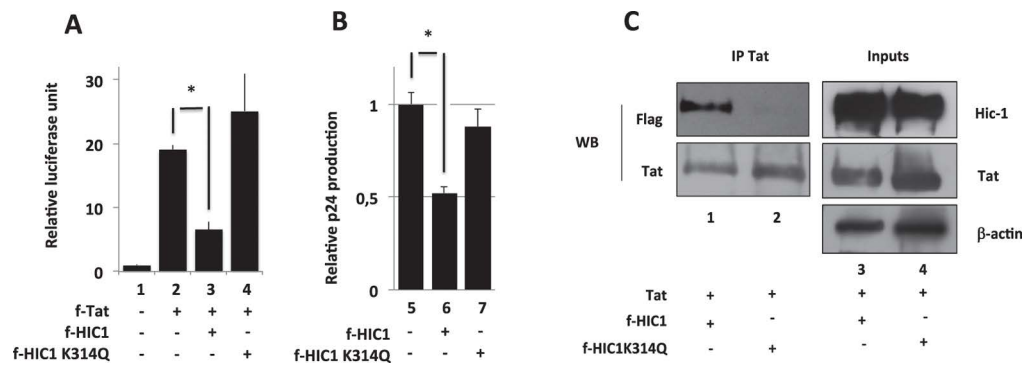 A
Relative luciferase unit
30
20
10
0
*
1 2 3 4
f-Tat - + + +
f-HIC1 - - + -
f-HIC1 K314Q - - - +
B
Relative p24 production
1
0,5
0
*
5 6 7
f-HIC1 - + -
f-HIC1 K314Q - - +
C
IP Tat
Inputs
WB
Flag
Tat
Hic-1
Tat
β-actin
1 2
3 4
Tat + + + +
f-HIC1 + - + -
f-HIC1K314Q - + - +